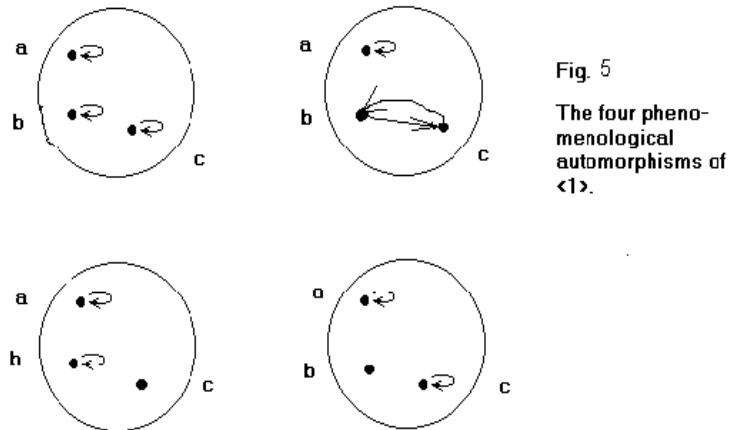 a
b
c
a
b
c
Fig. 5
The four pheno-
menological
automorphisms of
<1>.
a
h
c
o
b
c